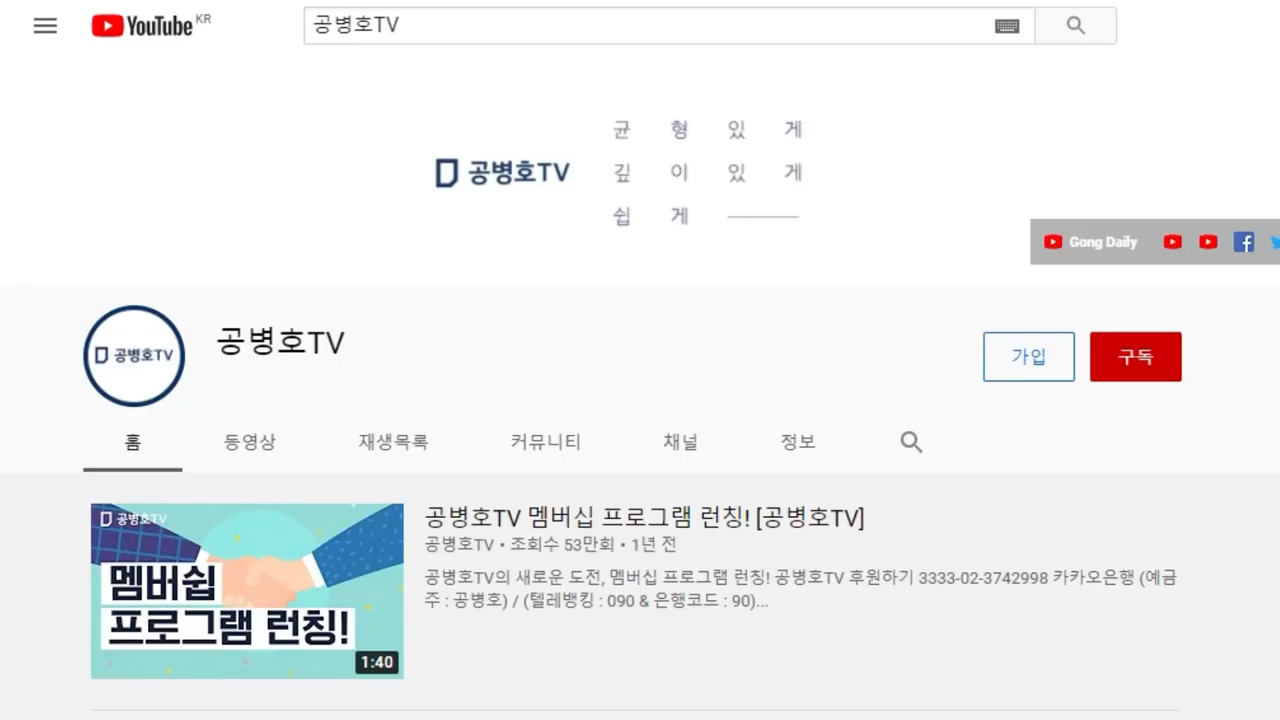 YouTube KR
공병호TV
균 형 있 게
공병호TV
깊 이 있 게
쉽 게
Gong Daily
공병호TV
공병호TV
가입
구독
홈
동영상
재생목록
커뮤니티
채널
정보
공병호TV
멤버쉽
프로그램 런칭!
1:40
공병호TV 멤버십 프로그램 런칭! [공병호TV]
공병호TV • 조회수 53만회 • 1년 전
공병호TV의 새로운 도전, 멤버십 프로그램 런칭! 공병호TV 후원하기 3333-02-3742998 카카오은행 (예금
주 : 공병호) / (텔레뱅킹 : 090 & 은행코드 : 90)...